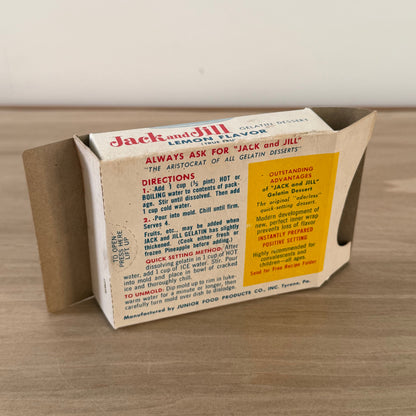 Jack and Jill GELATIN DESSERT
LEMON FLAVOR
ALWAYS ASK FOR "JACK and JILL"
"THE ARISTOCRAT OF ALL GELATIN DESSERTS"
DIRECTIONS
1.-Add 1 cup (½ pint) HOT or
BOILING water to contents of pack-
age. Stir until dissolved. Then add
1 cup cold water.
2.-Pour into mold. Chill until firm.
Serves 4.
Fruits, etc., may be added when
JACK and JILL GELATIN has slightly
thickened. (Cook either fresh or
frozen Pineapple before adding.)
QUICK SETTING METHOD: After
dissolving gelatin in 1 cup of HOT
water, add 1 cup of ICE water. Stir. Pour
into mold and place in bowl of cracked
ice and thoroughly chill.
TO UNMOLD: Dip mold up to rim in luke-
warm water for a minute or longer, then
carefully turn mold over dish to dislodge.
Manufactured by JUNIOR FOOD PRODUCTS CO., INC. Tyrone, Pa.
OUTSTANDING
ADVANTAGES
of "JACK and JILL"
Gelatin Dessert
The original "odorless"
quick-setting dessert.
Modern development of
new, perfect inner wrap
prevents loss of flavor
INSTANTLY PREPARED
POSITIVE SETTING
Highly recommended for
convalescents and
children—all ages.
Send for Free Recipe Folder
TO OPEN
PRESS HERE
LIFT UP